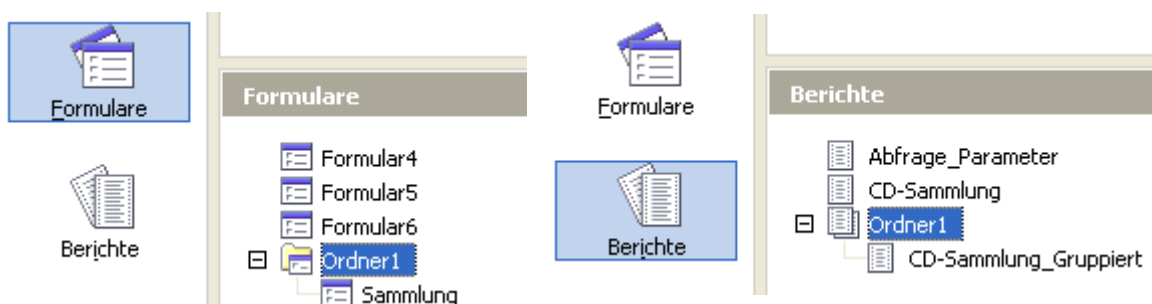 Formulare
Berichte
Formulare
Formular4
Formular5
Formular6
Ordner1
Sammlung
Formulare
Berichte
Berichte
Abfrage_Parameter
CD-Sammlung
Ordner1
CD-Sammlung_Gruppiert